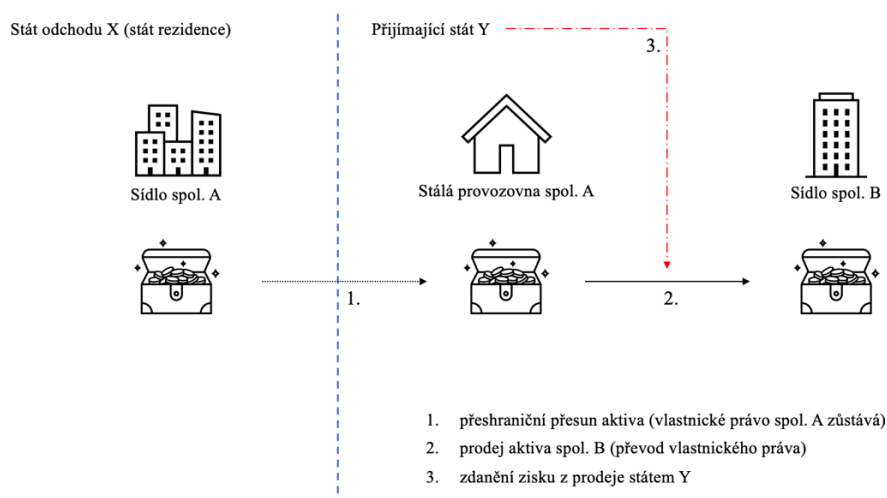 Stát odchodu X (stát rezidence)
Přijímající stát Y
3.
Sídlo spol. A
Stálá provozovna spol. A
Sídlo spol. B
1.
2.
1. přeshraniční přesun aktiva (vlastnické právo spol. A zůstává)
2. prodej aktiva spol. B (převod vlastnického práva)
3. zdanění zisku z prodeje státem Y